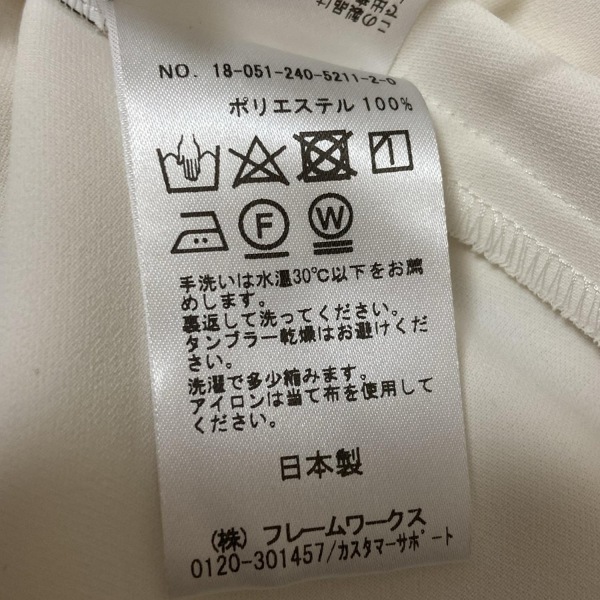 NO. 18-051-240-5211-2-0
ポリエステル 100%
F
W
手洗いは水温30℃以下をお薦
めします。
裏返して洗ってください。
タンブラー乾燥はお避けくだ
さい。
洗濯で多少縮みます。
アイロンは当て布を使用して
ください。
日本製
(株) フレームワークス
0120-301457/カスタマーサポート